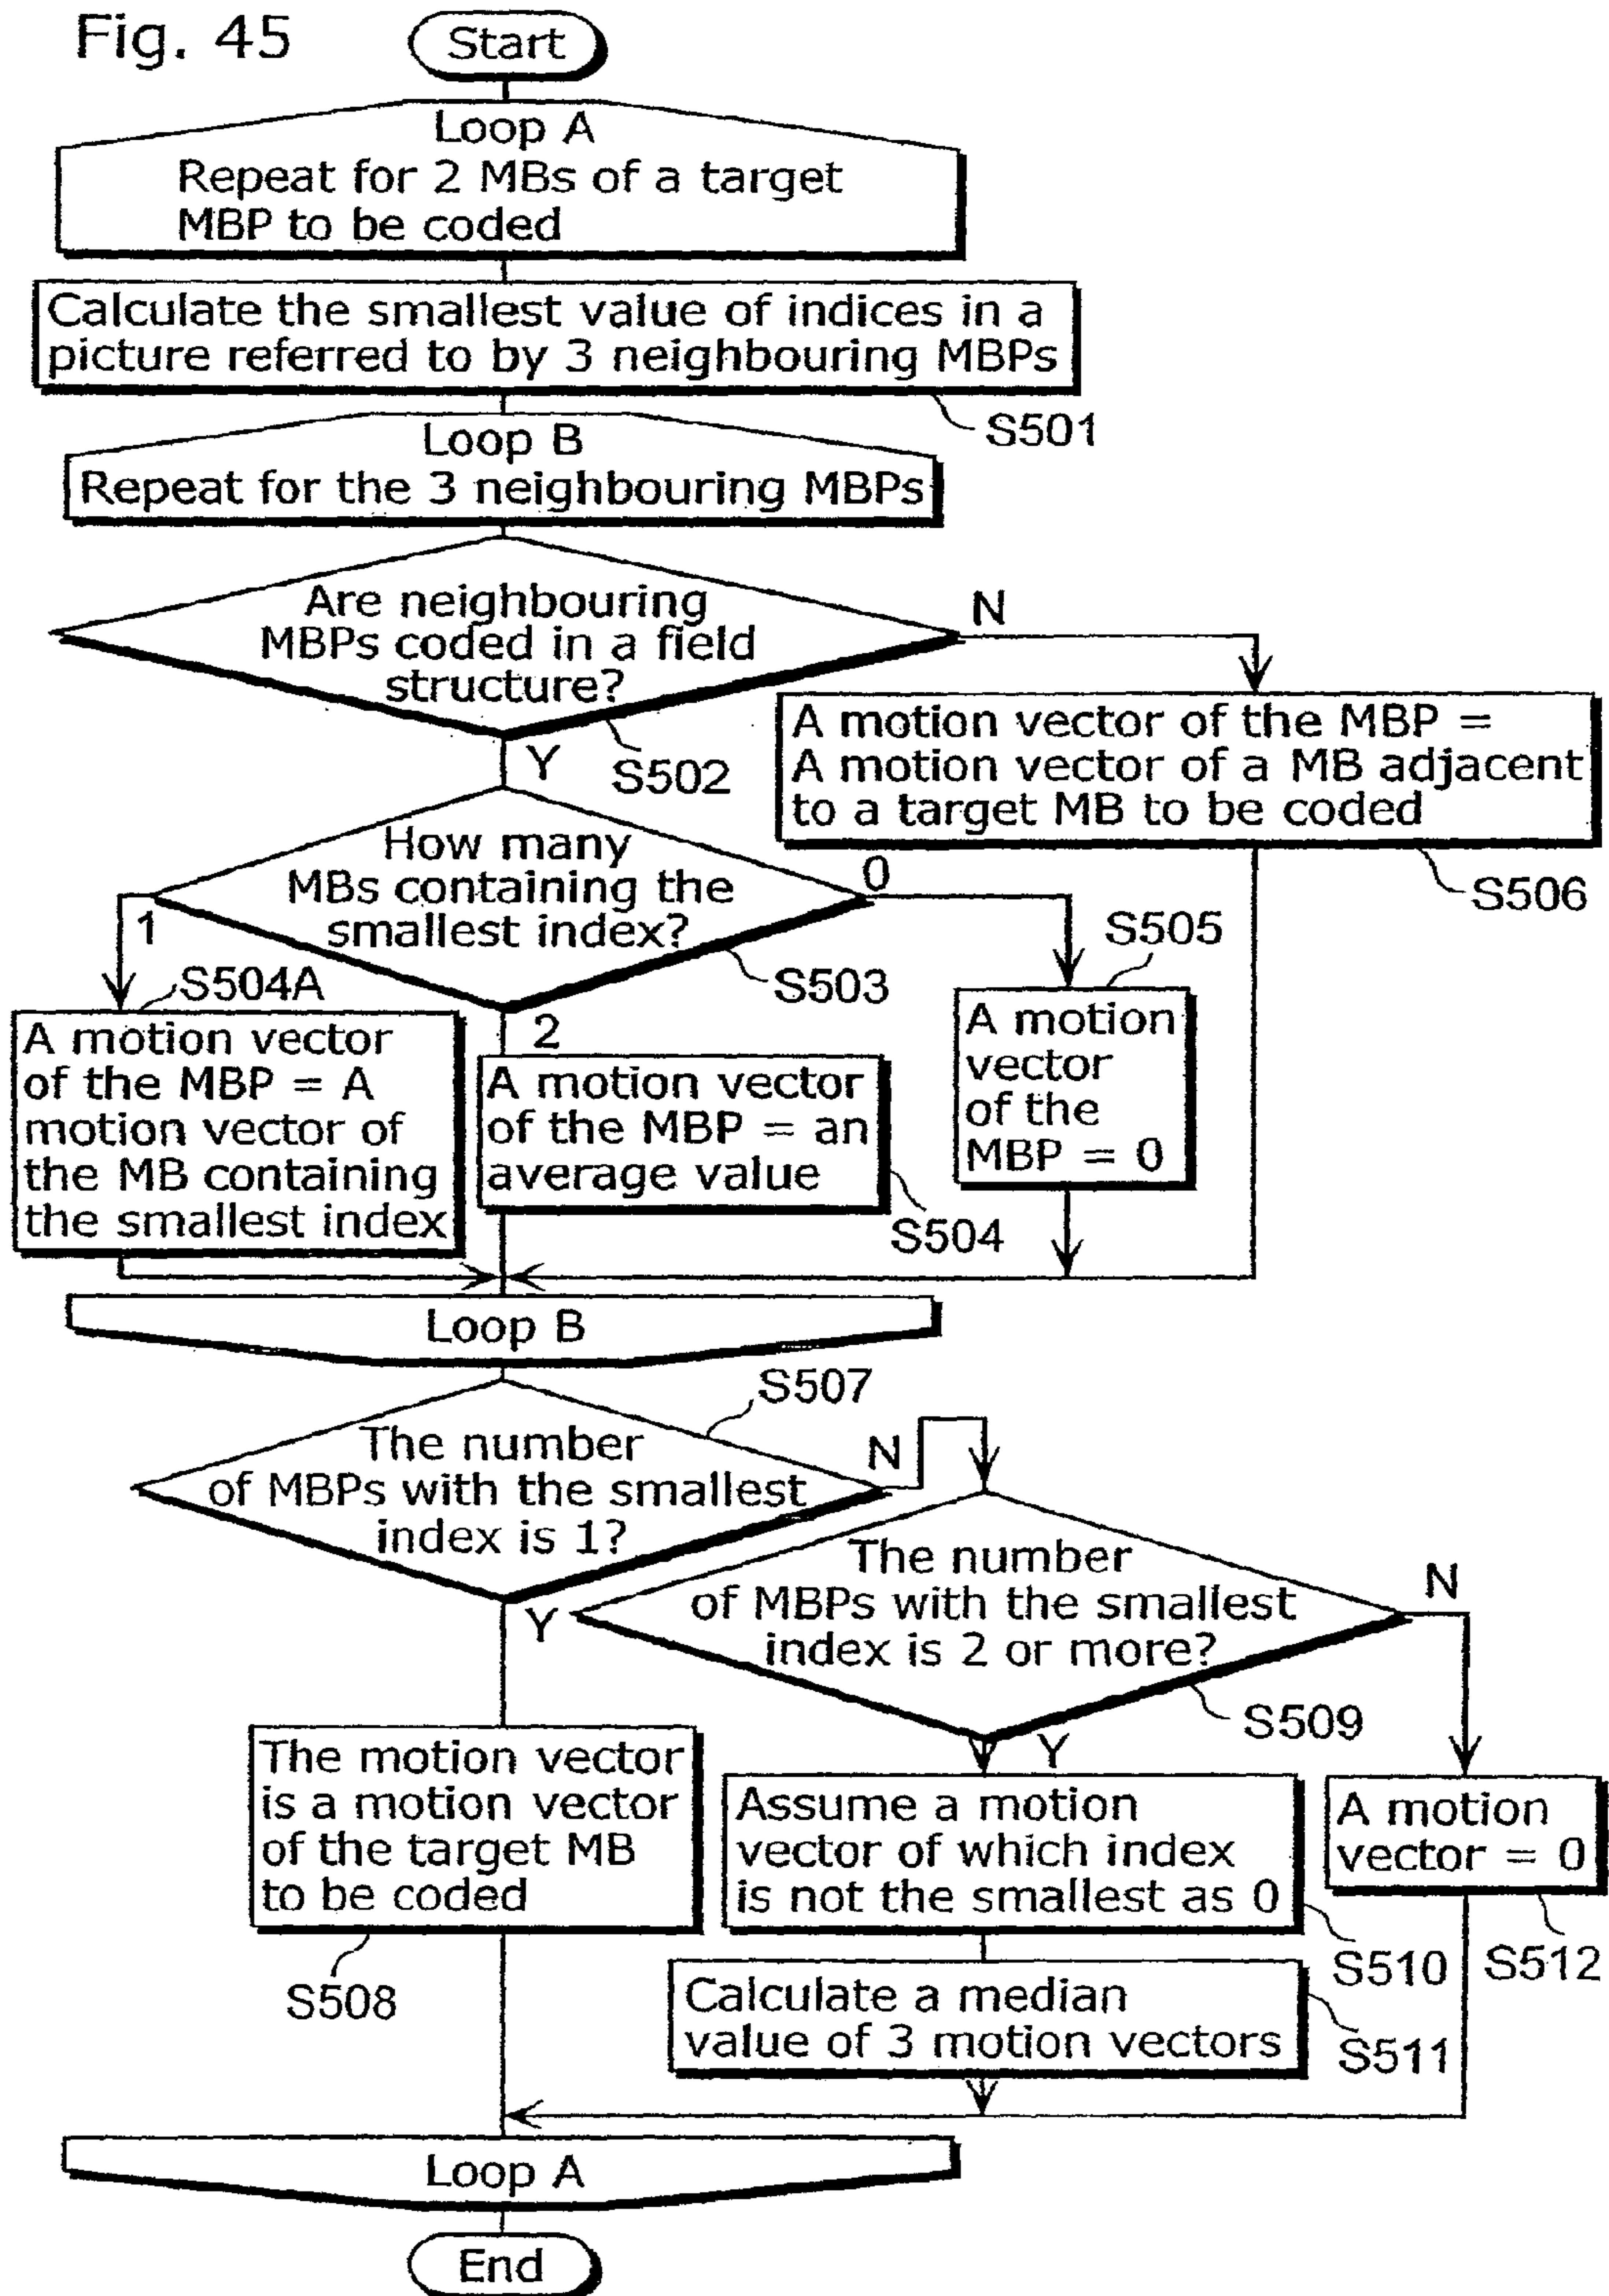 Fig. 45
Start
Loop A
Repeat for 2 MBs of a target
MBP to be coded
Calculate the smallest value of indices in a
picture referred to by 3 neighbouring MBPs
S501
Loop B
Repeat for the 3 neighbouring MBPs
Are neighbouring
MBPs coded in a field
structure?
N
Y
S502
A motion vector of the MBP =
A motion vector of a MB adjacent
to a target MB to be coded
S506
How many
MBs containing the
smallest index?
0
1
2
S503
S505
S504A
A motion vector
of the MBP = A
motion vector of
the MB containing
the smallest index
A motion vector
of the MBP = an
average value
S504
A motion
vector
of the
MBP = 0
Loop B
S507
The number
of MBPs with the smallest
index is 1?
N
Y
The number
of MBPs with the smallest
index is 2 or more?
N
S509
Y
The motion vector
is a motion vector
of the target MB
to be coded
S508
Assume a motion
vector of which index
is not the smallest as 0
S510
A motion
vector = 0
S512
Calculate a median
value of 3 motion vectors
S511
Loop A
End